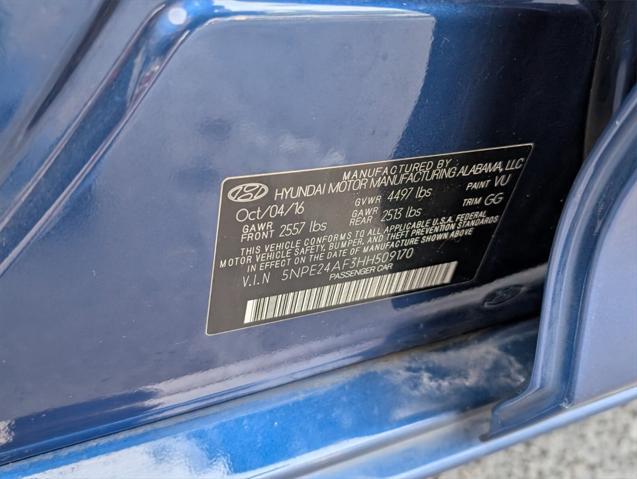 MANUFACTURED BY
HYUNDAI MOTOR MANUFACTURING ALABAMA, LLC
Oct/04/16 GVWR 4497 lbs PAINT VU
GAWR FRONT 2557 lbs GAWR REAR 2513 lbs TRIM GG
THIS VEHICLE CONFORMS TO ALL APPLICABLE U.S.A. FEDERAL
MOTOR VEHICLE SAFETY, BUMPER, AND THEFT PREVENTION STANDARDS
IN EFFECT ON THE DATE OF MANUFACTURE SHOWN ABOVE.
V.I.N 5NPE24AF3HH509170
PASSENGER CAR